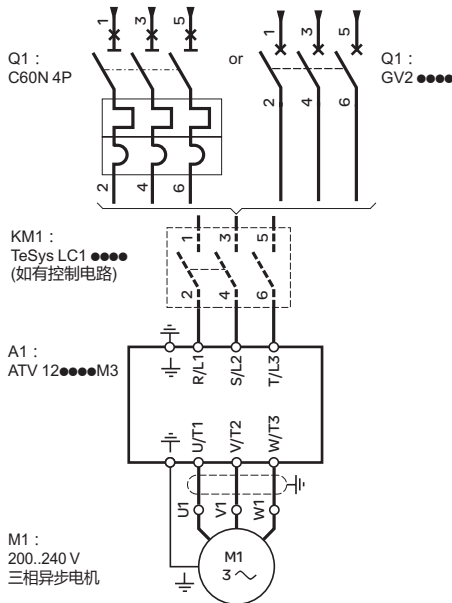 1 3 5
Q1：
C60N 4P
2 4 6
or
1 3 5
Q1：
GV2 ●●●●
2 4 6
KM1：
TeSys LC1 ●●●●
(如有控制电路)
1 3 5
2 4 6
A1：
ATV 12●●●●M3
R/L1 S/L2 T/L3
U/T1 V/T2 W/T3
U1 V1 W1
M1：
200..240 V
三相异步电机
M1
3 ～